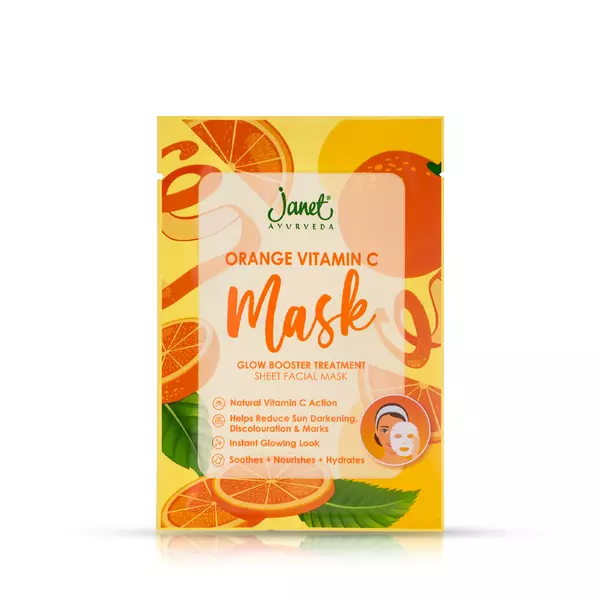 Janet®
AYURVEDA
ORANGE VITAMIN C
Mask
GLOW BOOSTER TREATMENT
SHEET FACIAL MASK
Natural Vitamin C Action
Helps Reduce Sun Darkening,
Discolouration & Marks
Instant Glowing Look
Soothes + Nourishes + Hydrates